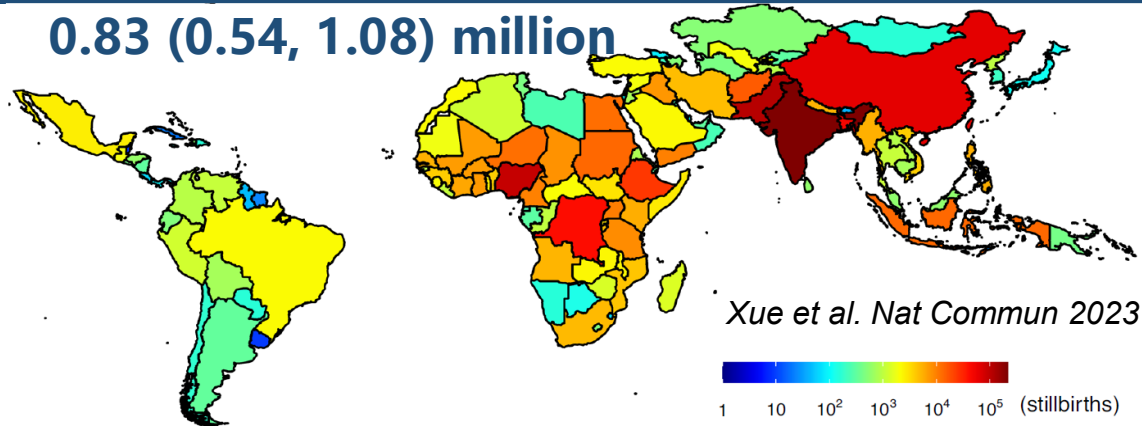 0.83 (0.54, 1.08) million
Xue et al. Nat Commun 2023
1 10 10² 10³ 10⁴ 10⁵ (stillbirths)